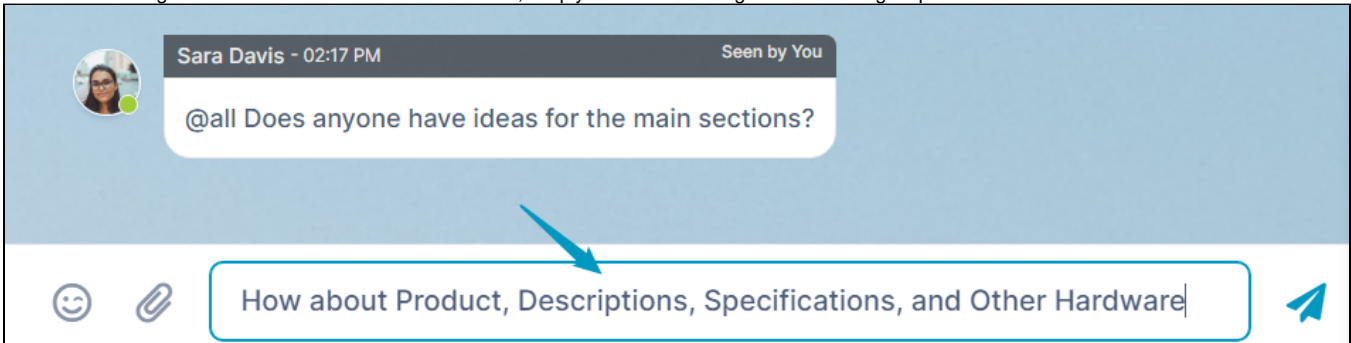 Sara Davis - 02:17 PM Seen by You
@all Does anyone have ideas for the main sections?
How about Product, Descriptions, Specifications, and Other Hardware